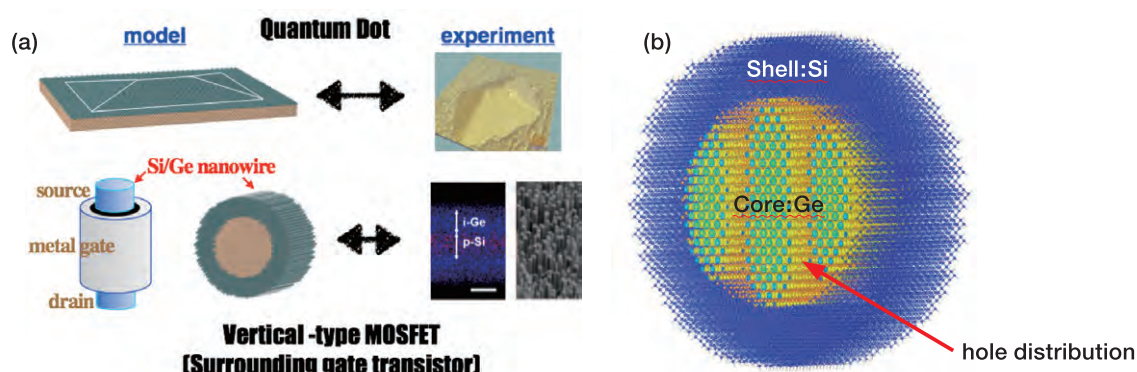 (a)
model
Quantum Dot
experiment
Si/Ge nanowire
source
metal gate
drain
i-Ge
p-Si
Vertical -type MOSFET
(Surrounding gate transistor)
(b)
Shell:Si
Core:Ge
hole distribution